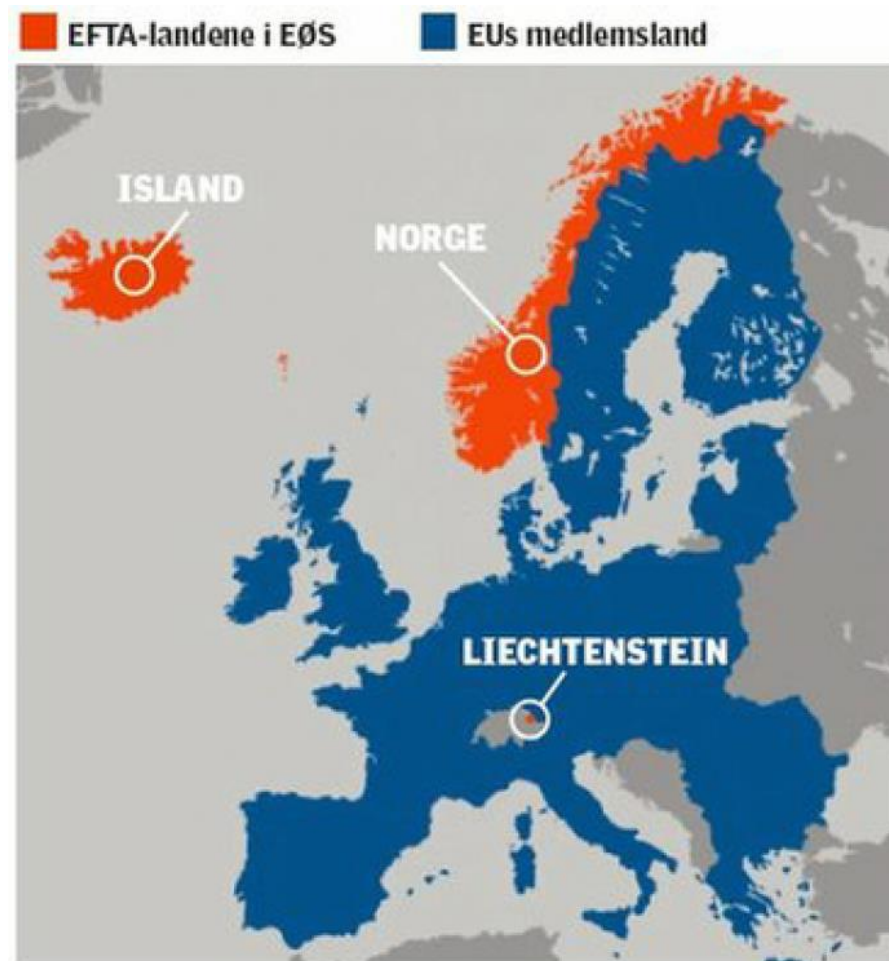 EFTA-landene i EØS
EUs medlemsland
ISLAND
NORGE
LIECHTENSTEIN